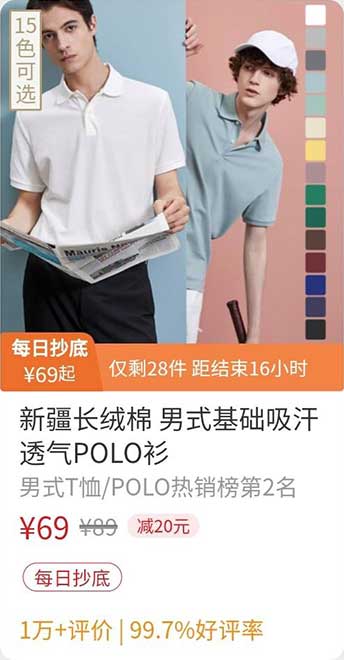 15色可选
Mauris N
每日抄底
¥69起
仅剩28件 距结束16小时
新疆长绒棉 男式基础吸汗
透气POLO衫
男式T恤/POLO热销榜第2名
¥69 ¥89 减20元
每日抄底
1万+评价 | 99.7%好评率